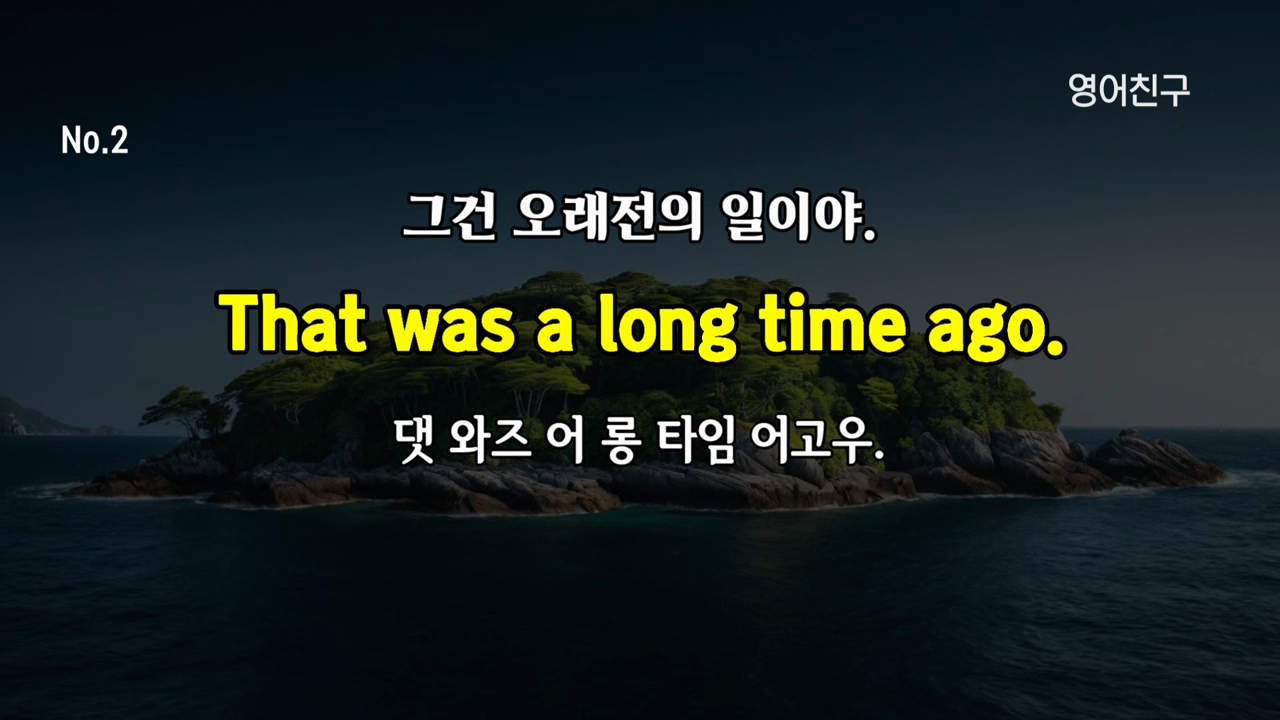 영어친구
No.2
그건 오래전의 일이야.
That was a long time ago.
댓 와즈 어 롱 타임 어고우.